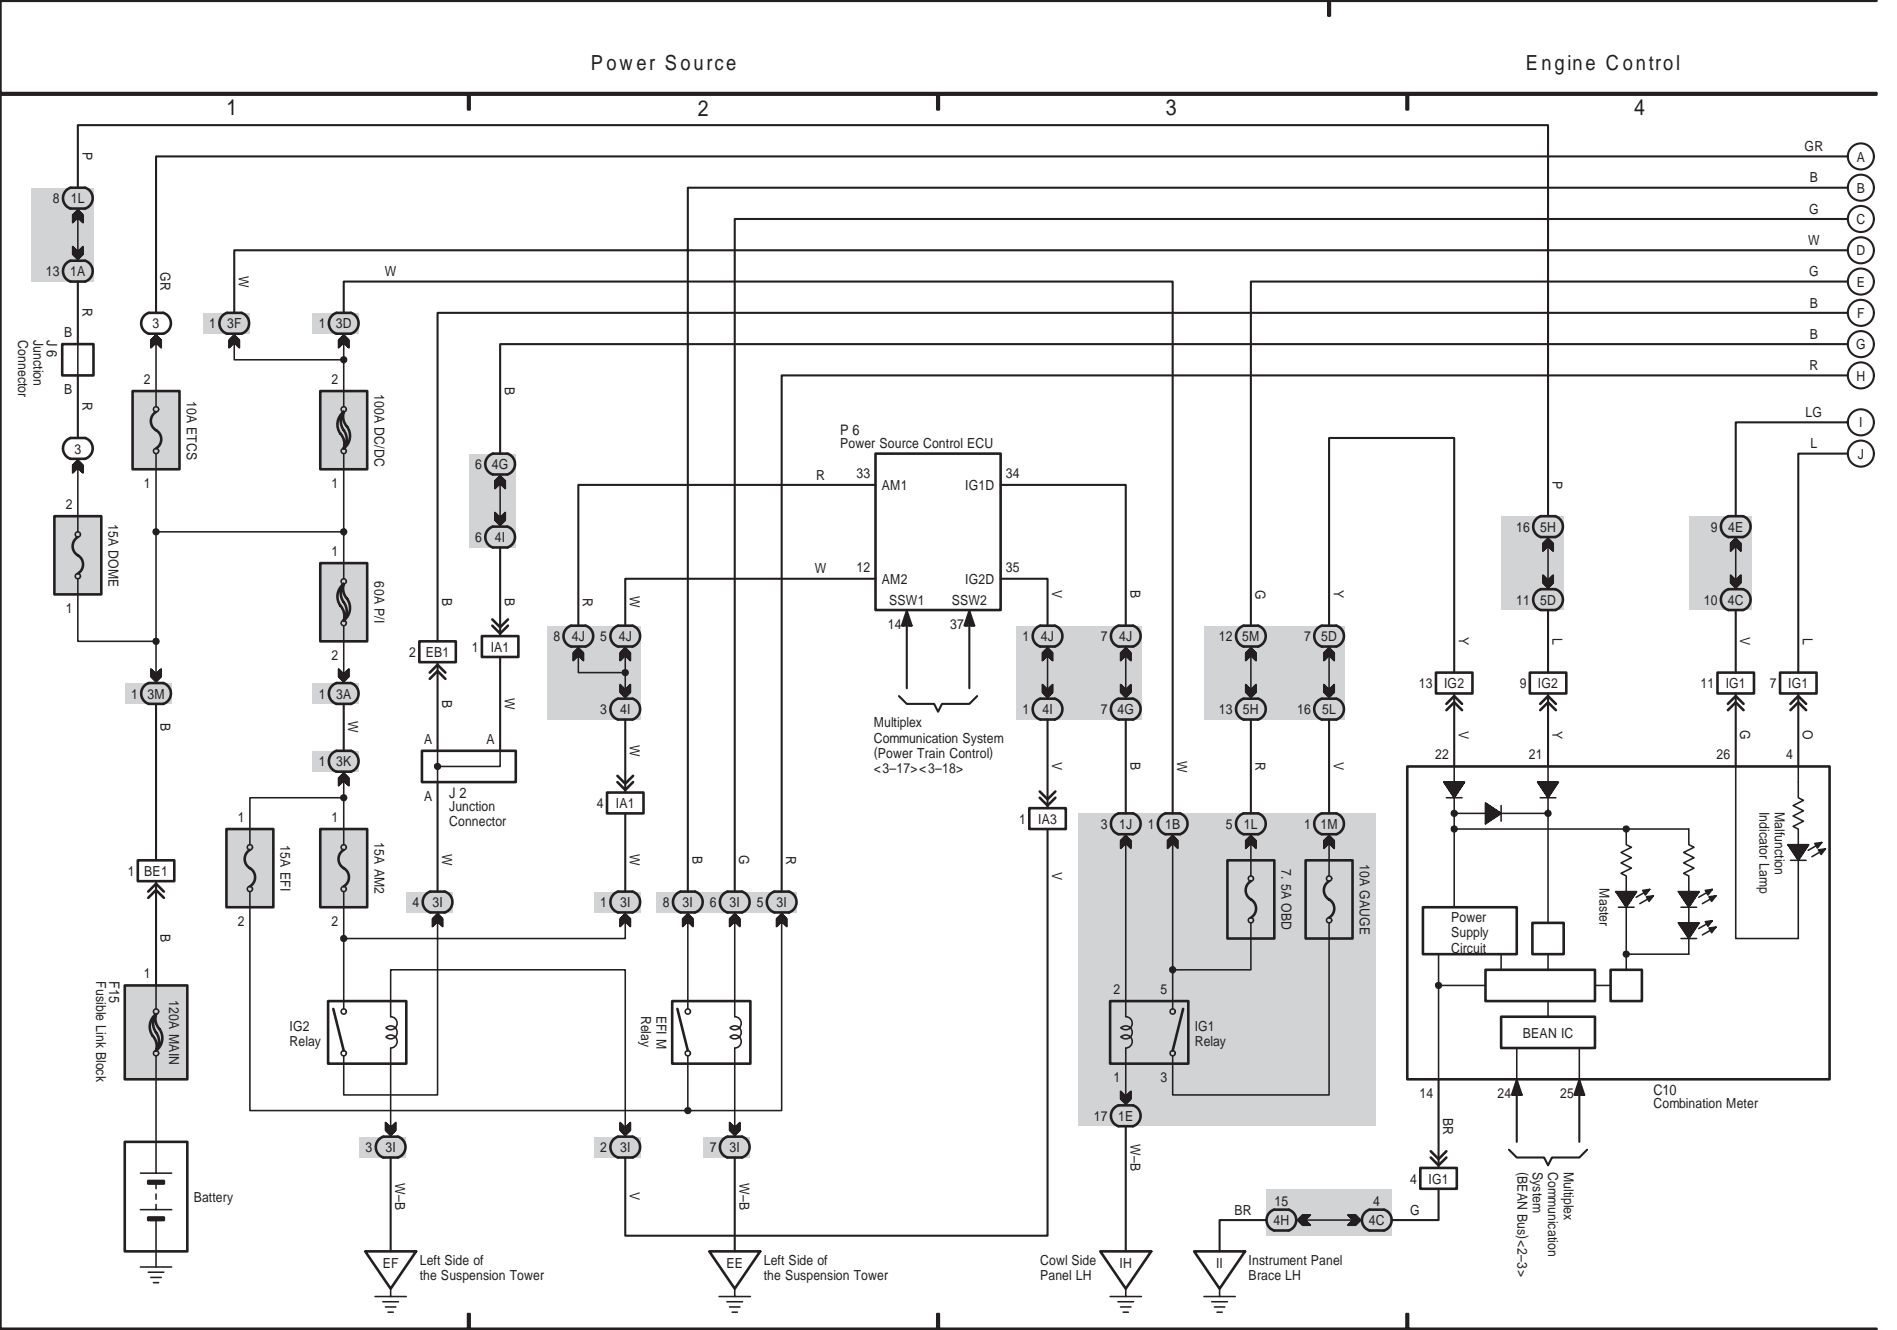 Power Source
Engine Control
1
2
3
4
P
GR
A
B
B
G
C
W
D
G
E
B
F
B
G
R
H
LG
I
L
J
8 1L
13 1A
R
B
J 6
Junction
Connector
B
R
3
2
15A DOME
1
GR
3
2
10A ETCS
1
W
1 3F
W
1 3D
2
100A DC/DC
1
1
60A P/I
2
1 3M
B
1 BE1
B
1
120A MAIN
F15
Fusible Link Block
Battery
1 3A
W
1 3K
1
15A EFI
2
1
15A AM2
2
B
2 EB1
B
B
6 4G
6 4I
B
1 IA1
W
A
A
A
J 2
Junction
Connector
W
4 3I
IG2
Relay
3 3I
W–B
EF
Left Side of
the Suspension Tower
R
W
8 4J
5 4J
3 4I
W
4 IA1
W
1 3I
B
G
R
8 3I
6 3I
5 3I
EFI M
Relay
2 3I
7 3I
V
W–B
EE
Left Side of
the Suspension Tower
P 6
Power Source Control ECU
R
33
AM1
IG1D
34
W
12
AM2
IG2D
35
SSW1
SSW2
14
37
Multiplex
Communication System
(Power Train Control)
<3–17><3–18>
V
B
1 4J
7 4J
1 4I
7 4G
V
B
1 IA3
V
W
G
Y
12 5M
7 5D
13 5H
16 5L
R
V
3 1J
1 1B
5 1L
1 1M
7. 5A OBD
10A GAUGE
2
5
IG1
Relay
1
3
17 1E
W–B
Cowl Side
Panel LH
IH
II
Instrument Panel
Brace LH
BR
15
4H
4
4C
G
P
16 5H
11 5D
L
Y
13 IG2
9 IG2
V
Y
22
21
9 4E
10 4C
V
L
11 IG1
7 IG1
G
O
26
4
Malfunction
Indicator Lamp
Master
Power
Supply
Circuit
BEAN IC
C10
Combination Meter
14
24
25
BR
4 IG1
Multiplex
Communication
System
(BEAN Bus)<2–3>